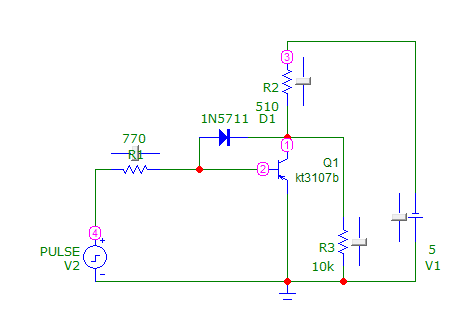 3
R2
510
1N5711 D1
770
R1
1
Q1
2
kt3107b
4
PULSE
V2
+
-
R3
10k
5
V1